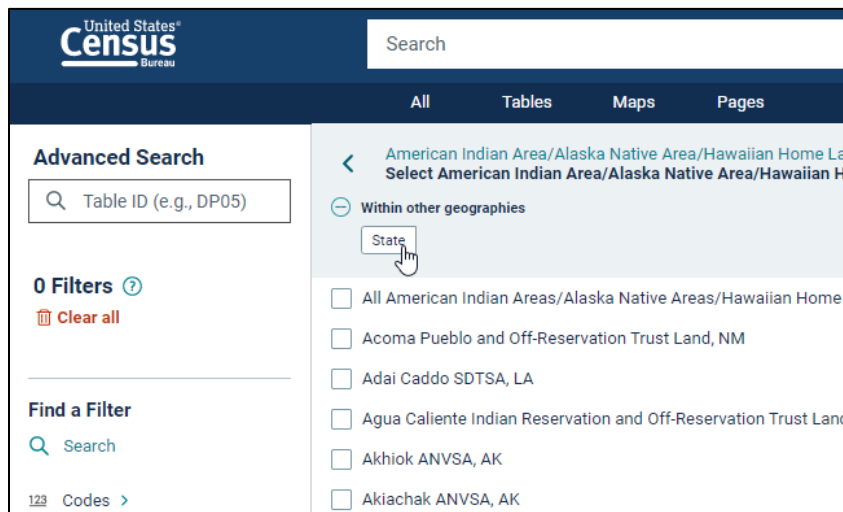 United States®
Census
Bureau
Search
All Tables Maps Pages
Advanced Search
Table ID (e.g., DP05)
0 Filters ?
Clear all
Find a Filter
Search
123 Codes >
American Indian Area/Alaska Native Area/Hawaiian Home La
Select American Indian Area/Alaska Native Area/Hawaiian H
Within other geographies
State
All American Indian Areas/Alaska Native Areas/Hawaiian Home
Acoma Pueblo and Off-Reservation Trust Land, NM
Adai Caddo SDTSA, LA
Agua Caliente Indian Reservation and Off-Reservation Trust Land
Akhiok ANVSA, AK
Akiachak ANVSA, AK